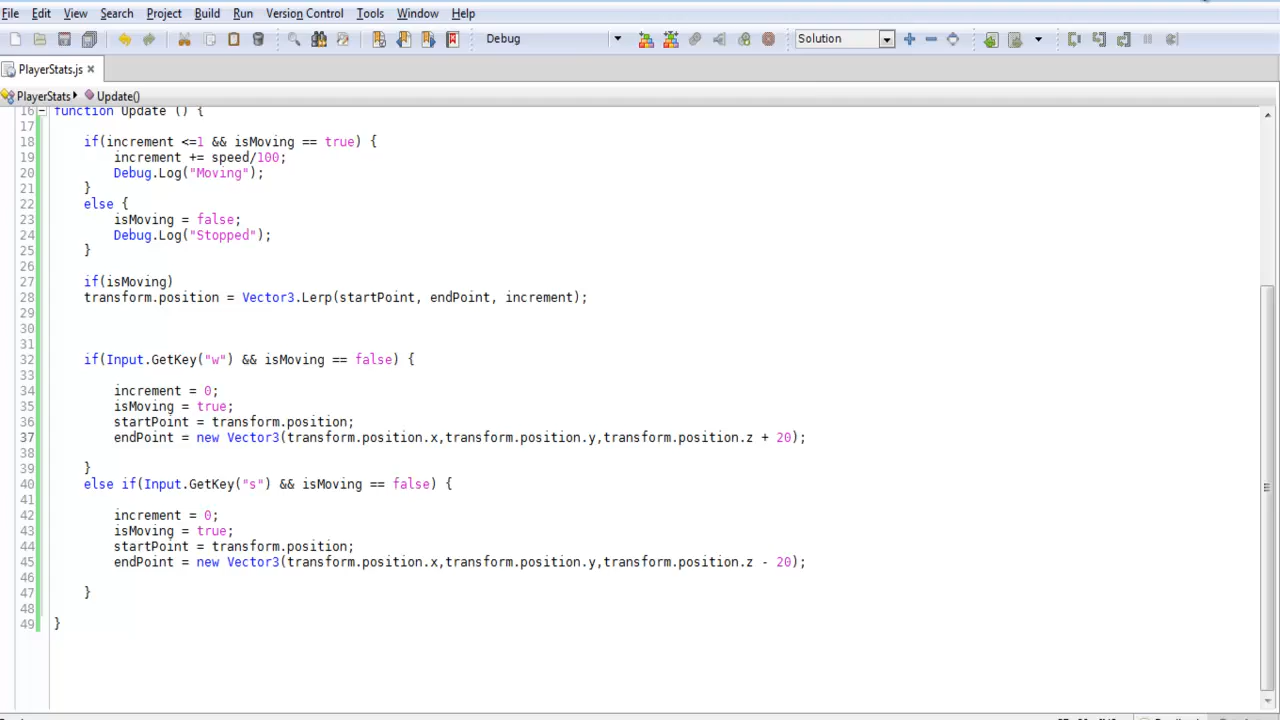 File Edit View Search Project Build Run Version Control Tools Window Help
Debug Solution
PlayerStats.js
PlayerStats Update()
16 function Update () {
17
18 if(increment <=1 && isMoving == true) {
19 increment += speed/100;
20 Debug.Log("Moving");
21 }
22 else {
23 isMoving = false;
24 Debug.Log("Stopped");
25 }
26
27 if(isMoving)
28 transform.position = Vector3.Lerp(startPoint, endPoint, increment);
29
30
31
32 if(Input.GetKey("w") && isMoving == false) {
33
34 increment = 0;
35 isMoving = true;
36 startPoint = transform.position;
37 endPoint = new Vector3(transform.position.x,transform.position.y,transform.position.z + 20);
38
39 }
40 else if(Input.GetKey("s") && isMoving == false) {
41
42 increment = 0;
43 isMoving = true;
44 startPoint = transform.position;
45 endPoint = new Vector3(transform.position.x,transform.position.y,transform.position.z - 20);
46
47 }
48
49 }